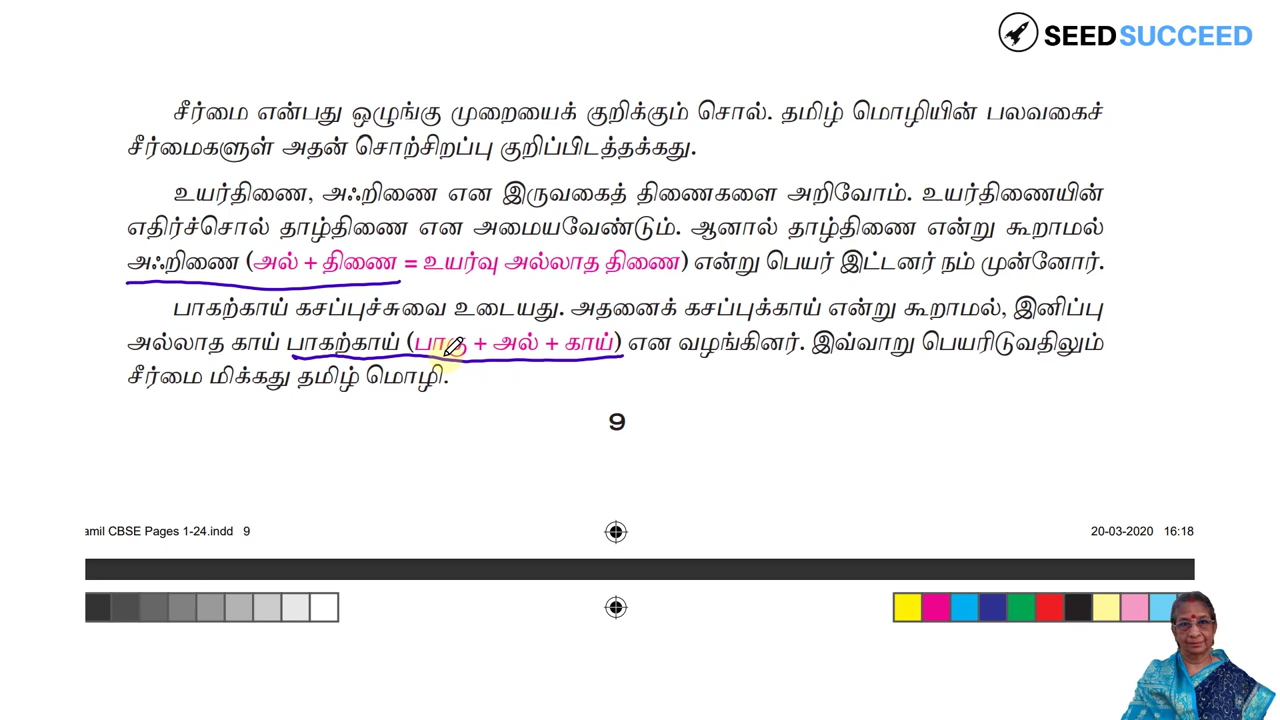 SEEDSUCCEED
சீர்மை என்பது ஒழுங்கு முறையைக் குறிக்கும் சொல். தமிழ் மொழியின் பலவகைச்
சீர்மைகளுள் அதன் சொற்சிறப்பு குறிப்பிடத்தக்கது.
உயர்திணை, அஃறிணை என இருவகைத் திணைகளை அறிவோம். உயர்திணையின்
எதிர்ச்சொல் தாழ்திணை என அமையவேண்டும். ஆனால் தாழ்திணை என்று கூறாமல்
அஃறிணை (அல் + திணை = உயர்வு அல்லாத திணை) என்று பெயர் இட்டனர் நம் முன்னோர்.
பாகற்காய் கசப்புச்சுவை உடையது. அதனைக் கசப்புக்காய் என்று கூறாமல், இனிப்பு
அல்லாத காய் பாகற்காய் (பாகு + அல் + காய்) என வழங்கினர். இவ்வாறு பெயரிடுவதிலும்
சீர்மை மிக்கது தமிழ் மொழி.
9
amil CBSE Pages 1-24.indd 9
20-03-2020 16:18